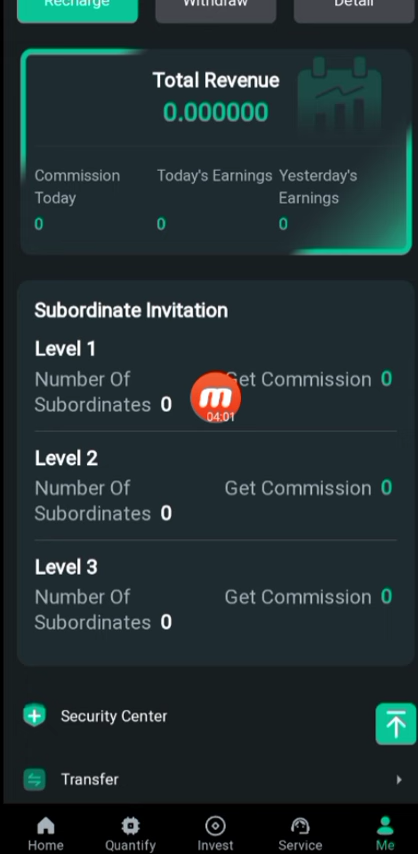 Recharge
Withdraw
Detail
Total Revenue
0.000000
Commission Today
Today's Earnings
Yesterday's Earnings
0
0
0
Subordinate Invitation
Level 1
Number Of Subordinates 0
Get Commission 0
m
04:01
Level 2
Number Of Subordinates 0
Get Commission 0
Level 3
Number Of Subordinates 0
Get Commission 0
Security Center
Transfer
Home
Quantify
Invest
Service
Me